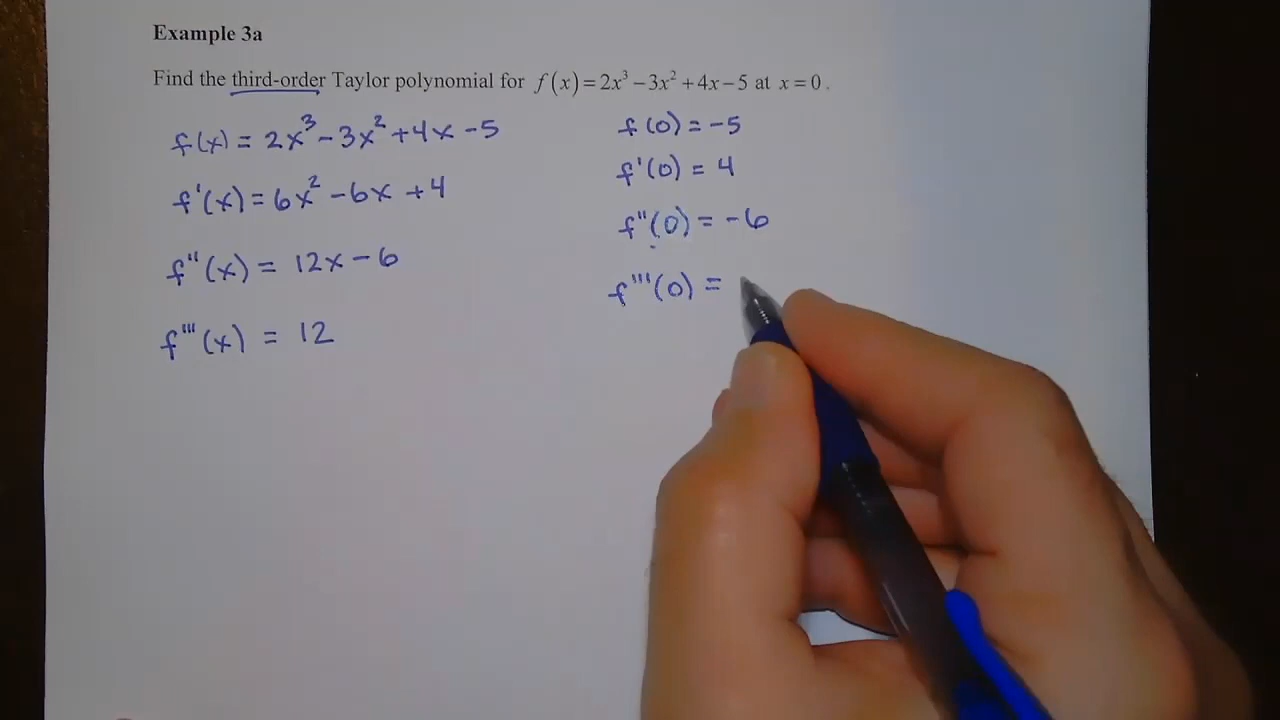 Example 3a
Find the third-order Taylor polynomial for f(x)=2x³−3x²+4x−5 at x=0.
f(x) = 2x³ − 3x² + 4x − 5
f'(x) = 6x² − 6x + 4
f''(x) = 12x − 6
f'''(x) = 12
f(0) = −5
f'(0) = 4
f''(0) = −6
f'''(0) =